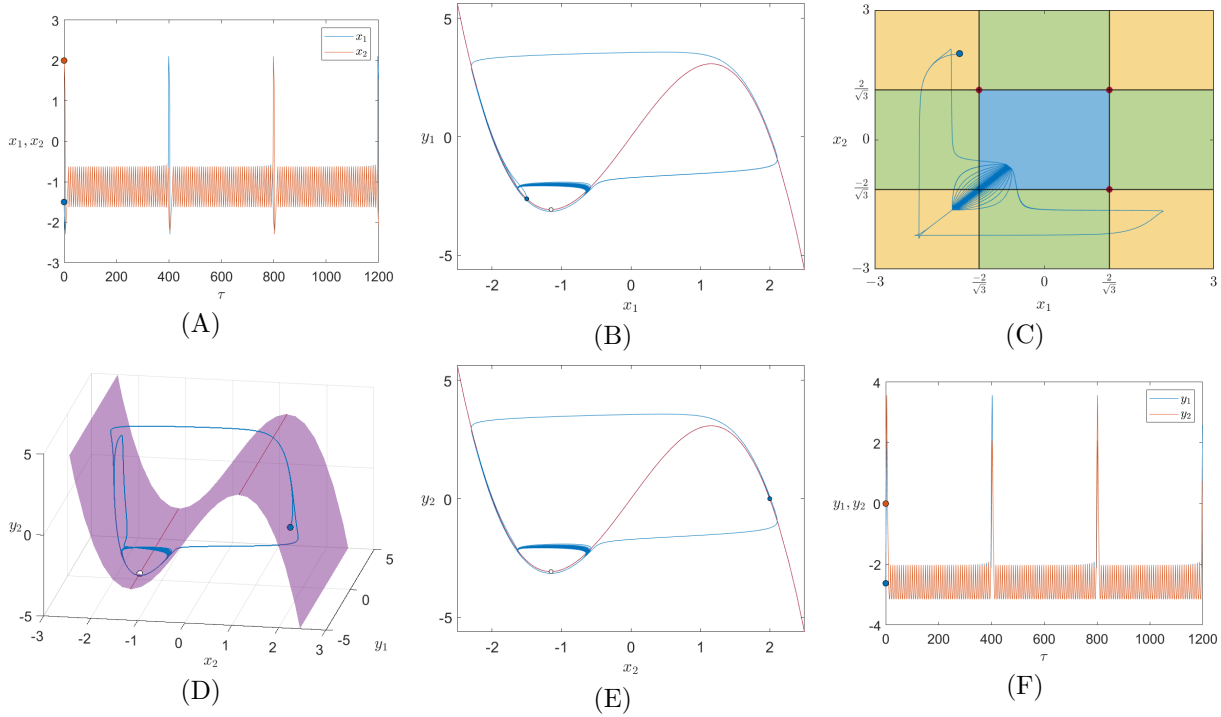 3
2
1
0
-1
-2
-3
x₁, x₂
x₁
x₂
0 200 400 600 800 1000 1200
τ
(A)
5
y₁
0
-5
-2 -1 0 1 2
x₁
(B)
3
2/√3
x₂ 0
-2/√3
−3
−3 -2/√3 0 2/√3 3
x₁
(C)
5
y₂ 0
-5
-3 -2 -1 0 1 2 3
x₂
5
0
-5
y₁
(D)
5
y₂ 0
-5
-2 -1 0 1 2
x₂
(E)
4
2
0
-2
-4
y₁, y₂
y₁
y₂
0 200 400 600 800 1000 1200
τ
(F)